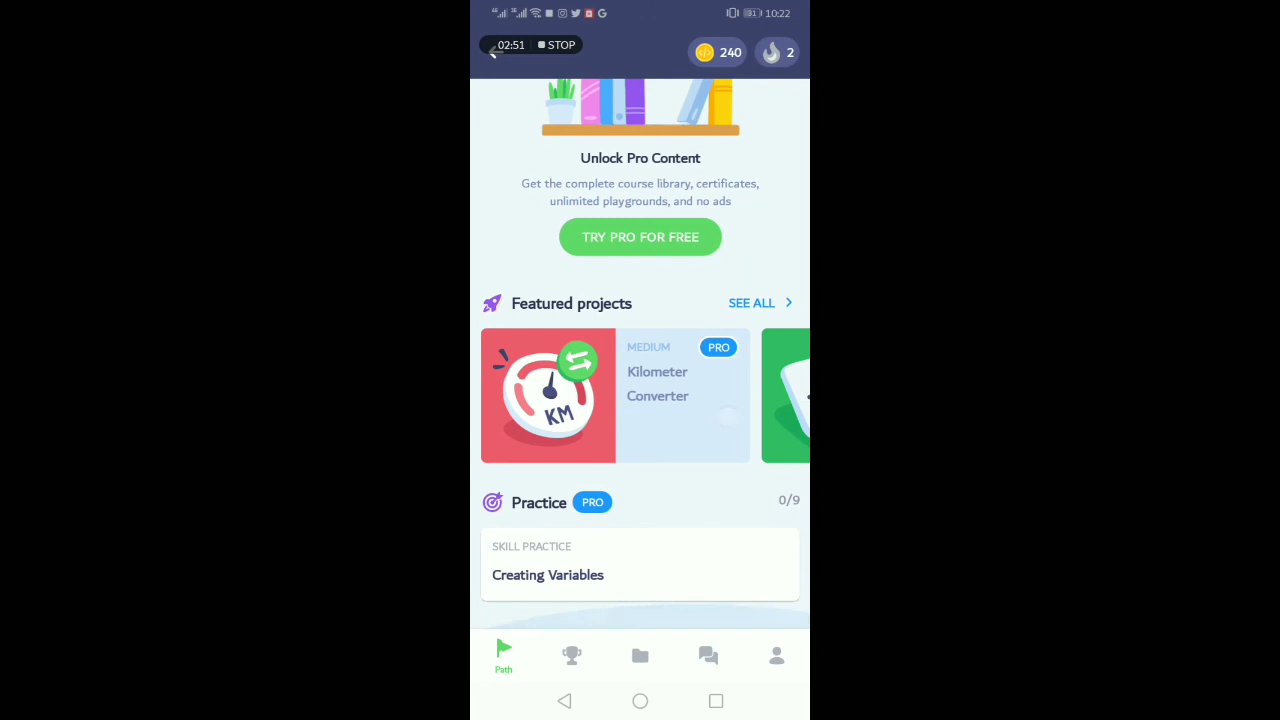 10:22
02:51 STOP
240
2
Unlock Pro Content
Get the complete course library, certificates,
unlimited playgrounds, and no ads
TRY PRO FOR FREE
Featured projects
SEE ALL
MEDIUM
PRO
Kilometer
Converter
KM
Practice
PRO
0/9
SKILL PRACTICE
Creating Variables
Path